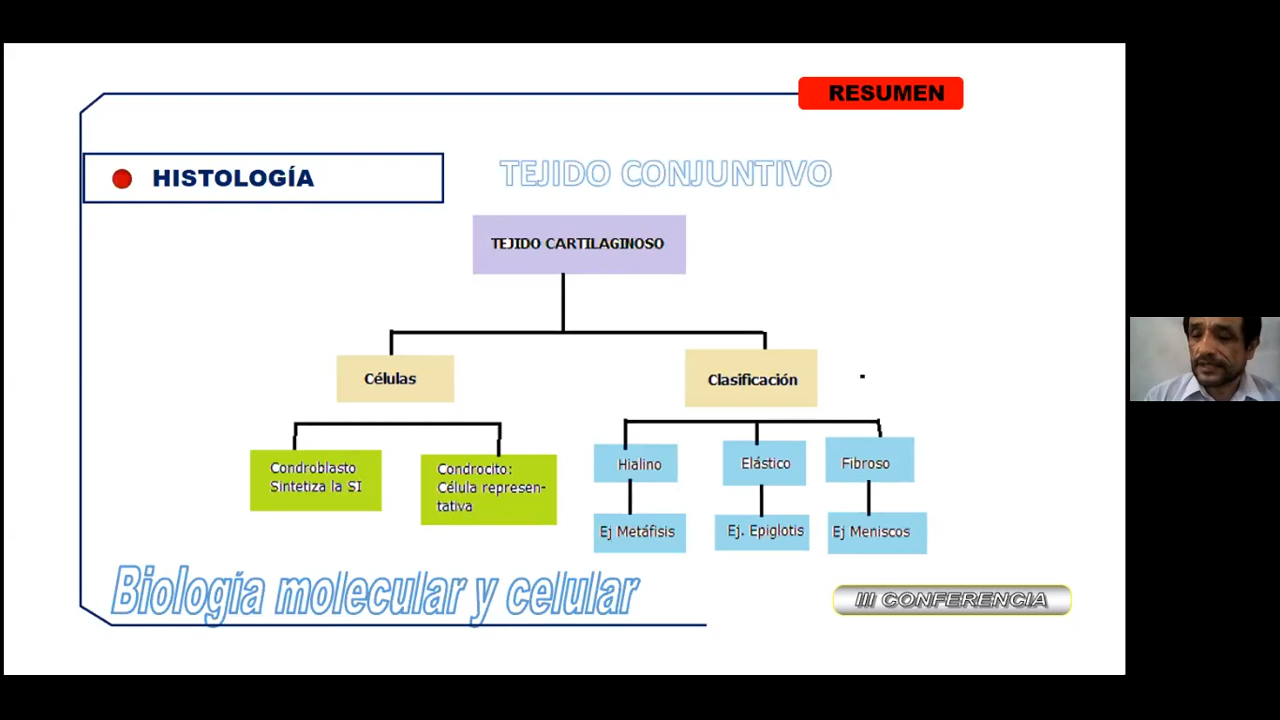 RESUMEN
HISTOLOGÍA
TEJIDO CONJUNTIVO
TEJIDO CARTILAGINOSO
Células
Clasificación
Condroblasto
Sintetiza la SI
Condrocito:
Célula represen-
tativa
Hialino
Elástico
Fibroso
Ej Metáfisis
Ej. Epiglotis
Ej Meniscos
Biología molecular y celular
III CONFERENCIA